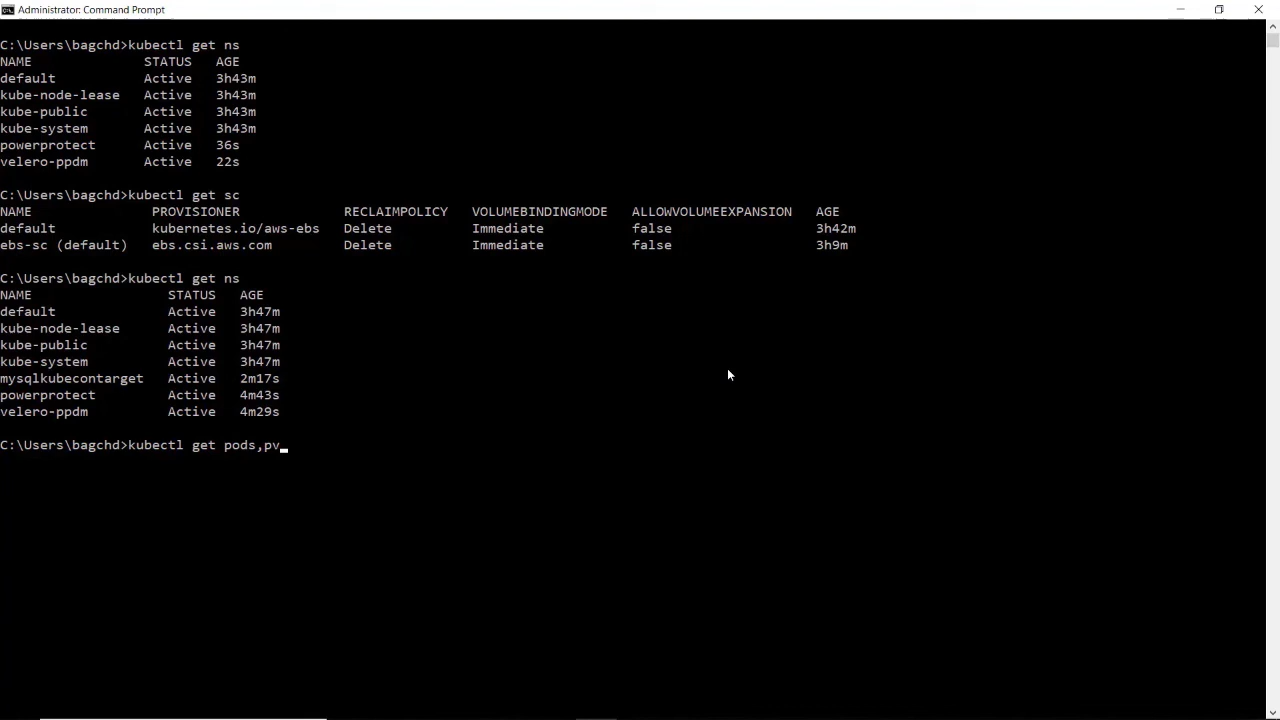 Administrator: Command Prompt
C:\Users\bagchd>kubectl get ns
NAME STATUS AGE
default Active 3h43m
kube-node-lease Active 3h43m
kube-public Active 3h43m
kube-system Active 3h43m
powerprotect Active 36s
velero-ppdm Active 22s
C:\Users\bagchd>kubectl get sc
NAME PROVISIONER RECLAIMPOLICY VOLUMEBINDINGMODE ALLOWVOLUMEEXPANSION AGE
default kubernetes.io/aws-ebs Delete Immediate false 3h42m
ebs-sc (default) ebs.csi.aws.com Delete Immediate false 3h9m
C:\Users\bagchd>kubectl get ns
NAME STATUS AGE
default Active 3h47m
kube-node-lease Active 3h47m
kube-public Active 3h47m
kube-system Active 3h47m
mysqlkubecontarget Active 2m17s
powerprotect Active 4m43s
velero-ppdm Active 4m29s
C:\Users\bagchd>kubectl get pods,pv